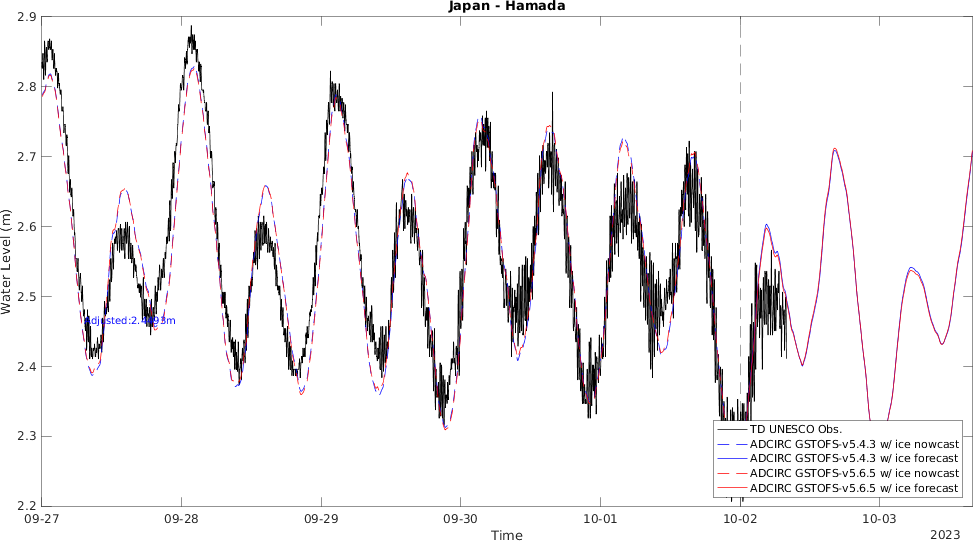 Japan - Hamada
2.9
2.8
2.7
2.6
2.5
2.4
2.3
2.2
Water Level (m)
TD UNESCO Obs.
ADCIRC GSTOFS-v5.4.3 w/ ice nowcast
ADCIRC GSTOFS-v5.4.3 w/ ice forecast
ADCIRC GSTOFS-v5.6.5 w/ ice nowcast
ADCIRC GSTOFS-v5.6.5 w/ ice forecast
09-27
09-28
09-29
09-30
10-01
10-02
10-03
Time
2023